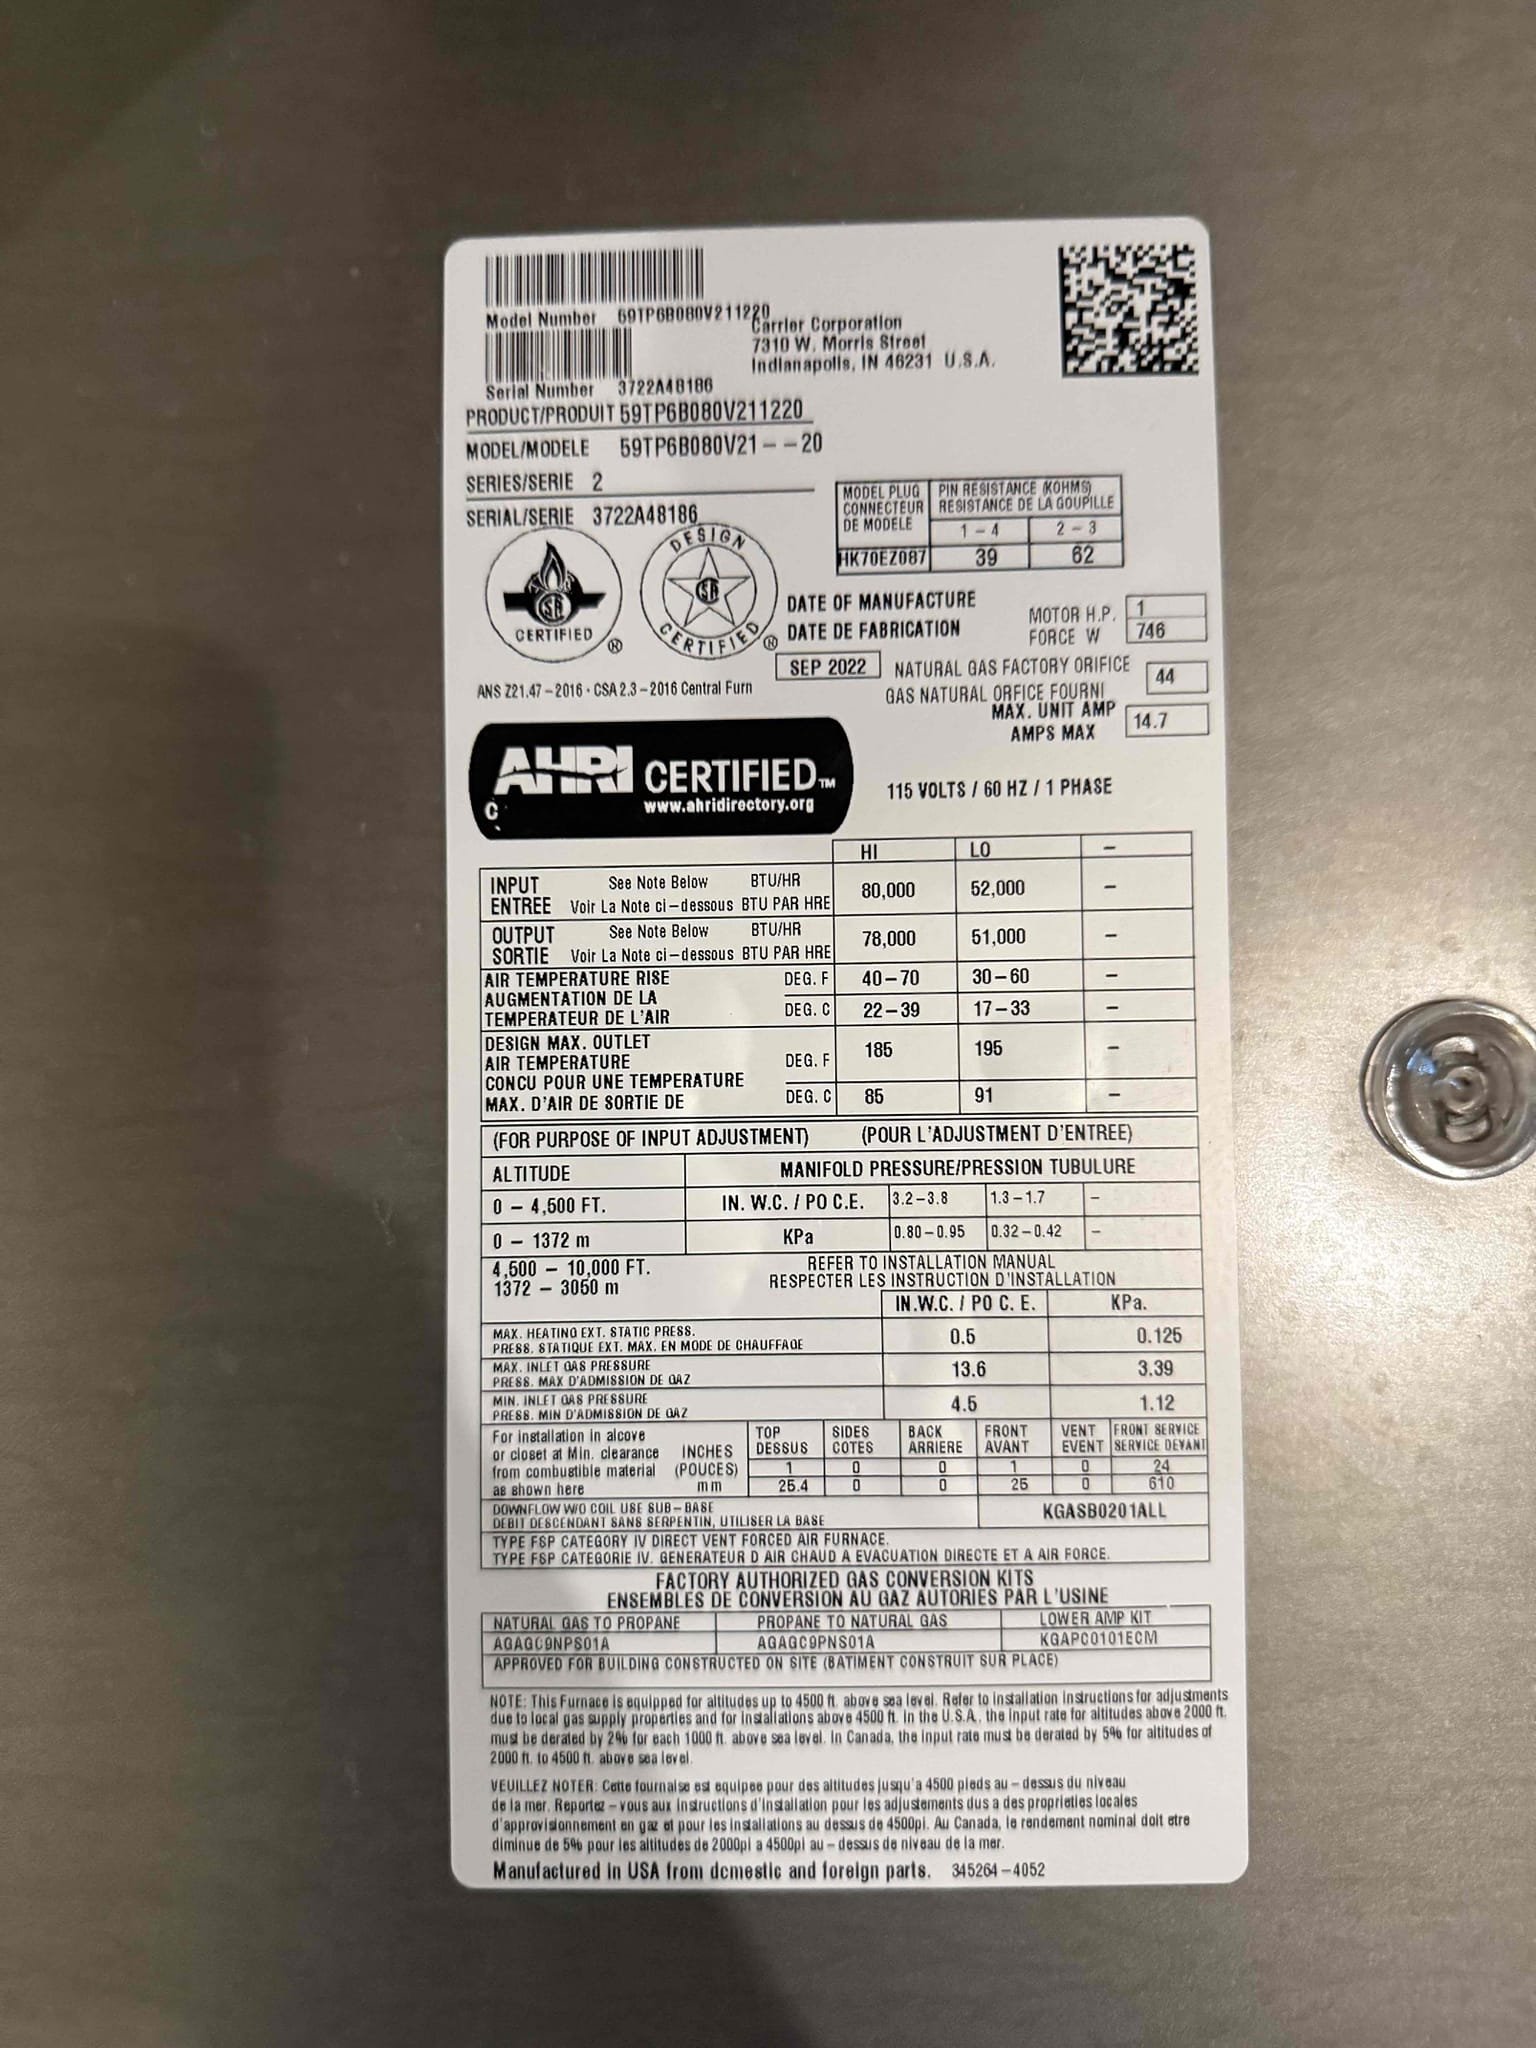 Model Number 59TP6B080V211220
Carrier Corporation
7310 W. Morris Street
Indianapolis, IN 46231 U.S.A.
Serial Number 3722A48186
PRODUCT/PRODUIT 59TP6B080V211220
MODEL/MODELE 59TP6B080V21--20
SERIES/SERIE 2
SERIAL/SERIE 3722A48186
MODEL PLUG PIN RESISTANCE (KOHMS)
CONNECTEUR RESISTANCE DE LA GOUPILLE
DE MODELE 1-4 2-3
HK70EZ087 39 62
CSA
CERTIFIED ®
DESIGN
CSA
CERTIFIED ®
DATE OF MANUFACTURE
DATE DE FABRICATION
SEP 2022
MOTOR H.P. 1
FORCE W 746
NATURAL GAS FACTORY ORIFICE
GAS NATURAL ORFICE FOURNI 44
MAX. UNIT AMP
AMPS MAX 14.7
ANS Z21.47-2016 · CSA 2.3-2016 Central Furn
AHRI CERTIFIED™
C www.ahridirectory.org
115 VOLTS / 60 HZ / 1 PHASE
HI LO -
INPUT See Note Below BTU/HR 80,000 52,000 -
ENTREE Voir La Note ci-dessous BTU PAR HRE
OUTPUT See Note Below BTU/HR 78,000 51,000 -
SORTIE Voir La Note ci-dessous BTU PAR HRE
AIR TEMPERATURE RISE DEG. F 40-70 30-60 -
AUGMENTATION DE LA
TEMPERATEUR DE L'AIR DEG. C 22-39 17-33 -
DESIGN MAX. OUTLET
AIR TEMPERATURE DEG. F 185 195 -
CONCU POUR UNE TEMPERATURE
MAX. D'AIR DE SORTIE DE DEG. C 85 91 -
(FOR PURPOSE OF INPUT ADJUSTMENT) (POUR L'ADJUSTMENT D'ENTREE)
ALTITUDE MANIFOLD PRESSURE/PRESSION TUBULURE
0 - 4,500 FT. IN. W.C. / PO C.E. 3.2-3.8 1.3-1.7 -
0 - 1372 m KPa 0.80-0.95 0.32-0.42 -
4,500 - 10,000 FT. REFER TO INSTALLATION MANUAL
1372 - 3050 m RESPECTER LES INSTRUCTION D'INSTALLATION
IN.W.C. / PO C. E. KPa.
MAX. HEATING EXT. STATIC PRESS. 0.5 0.125
PRESS. STATIQUE EXT. MAX. EN MODE DE CHAUFFAGE
MAX. INLET GAS PRESSURE 13.6 3.39
PRESS. MAX D'ADMISSION DE GAZ
MIN. INLET GAS PRESSURE 4.5 1.12
PRESS. MIN D'ADMISSION DE GAZ
For installation in alcove TOP SIDES BACK FRONT VENT FRONT SERVICE
or closet at Min. clearance INCHES DESSUS COTES ARRIERE AVANT EVENT SERVICE DEVANT
from combustible material (POUCES) 1 0 0 1 0 24
as shown here mm 25.4 0 0 25 0 610
DOWNFLOW W/O COIL USE SUB-BASE KGASB0201ALL
DEBIT DESCENDANT SANS SERPENTIN, UTILISER LA BASE
TYPE FSP CATEGORY IV DIRECT VENT FORCED AIR FURNACE.
TYPE FSP CATEGORIE IV. GENERATEUR D AIR CHAUD A EVACUATION DIRECTE ET A AIR FORCE.
FACTORY AUTHORIZED GAS CONVERSION KITS
ENSEMBLES DE CONVERSION AU GAZ AUTORIES PAR L'USINE
NATURAL GAS TO PROPANE PROPANE TO NATURAL GAS LOWER AMP KIT
AGAGC9NPS01A AGAGC9PNS01A KGAPC0101ECM
APPROVED FOR BUILDING CONSTRUCTED ON SITE (BATIMENT CONSTRUIT SUR PLACE)
NOTE: This Furnace is equipped for altitudes up to 4500 ft. above sea level. Refer to installation instructions for adjustments
due to local gas supply properties and for installations above 4500 ft. In the U.S.A., the input rate for altitudes above 2000 ft.
must be derated by 2% for each 1000 ft. above sea level. In Canada, the input rate must be derated by 5% for altitudes of
2000 ft. to 4500 ft. above sea level.
VEUILLEZ NOTER: Cette fournaise est equipee pour des altitudes jusqu'a 4500 pieds au-dessus du niveau
de la mer. Reportez-vous aux instructions d'installation pour les adjustements dus a des proprietles locales
d'approvisionnement en gaz et pour les installations au dessus de 4500pi. Au Canada, le rendement nominal doit etre
diminue de 5% pour les altitudes de 2000pi a 4500pi au-dessus de niveau de la mer.
Manufactured in USA from domestic and foreign parts. 345264-4052